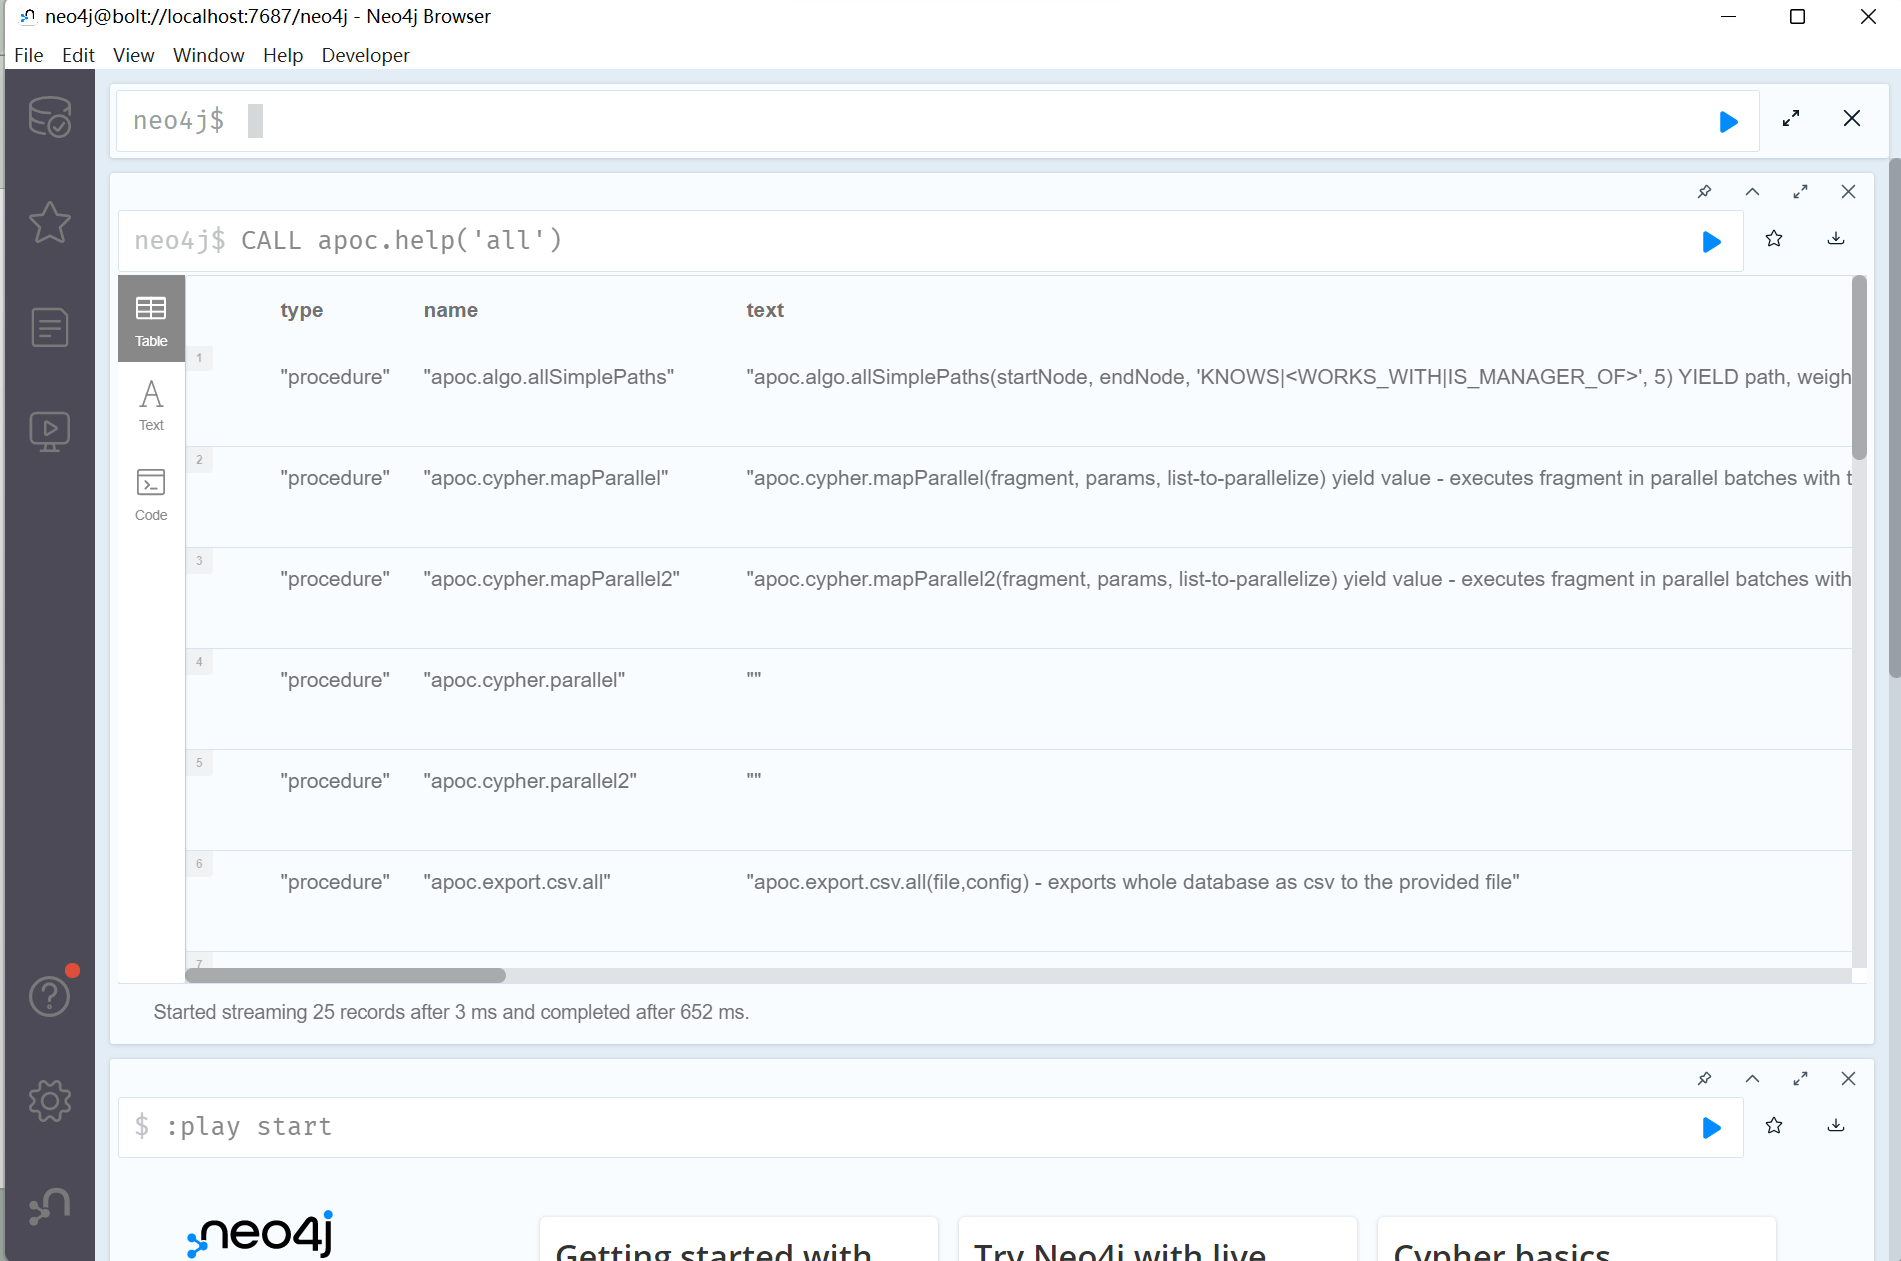 neo4j@bolt://localhost:7687/neo4j - Neo4j Browser
File Edit View Window Help Developer
neo4j$
neo4j$ CALL apoc.help('all')
Table
Text
Code
type name text
1
"procedure" "apoc.algo.allSimplePaths" "apoc.algo.allSimplePaths(startNode, endNode, 'KNOWS|<WORKS_WITH|IS_MANAGER_OF>', 5) YIELD path, weigh
2
"procedure" "apoc.cypher.mapParallel" "apoc.cypher.mapParallel(fragment, params, list-to-parallelize) yield value - executes fragment in parallel batches with t
3
"procedure" "apoc.cypher.mapParallel2" "apoc.cypher.mapParallel2(fragment, params, list-to-parallelize) yield value - executes fragment in parallel batches with
4
"procedure" "apoc.cypher.parallel" ""
5
"procedure" "apoc.cypher.parallel2" ""
6
"procedure" "apoc.export.csv.all" "apoc.export.csv.all(file,config) - exports whole database as csv to the provided file"
7
Started streaming 25 records after 3 ms and completed after 652 ms.
$ :play start
neo4j
Getting started with
Try Neo4j with live
Cypher basics